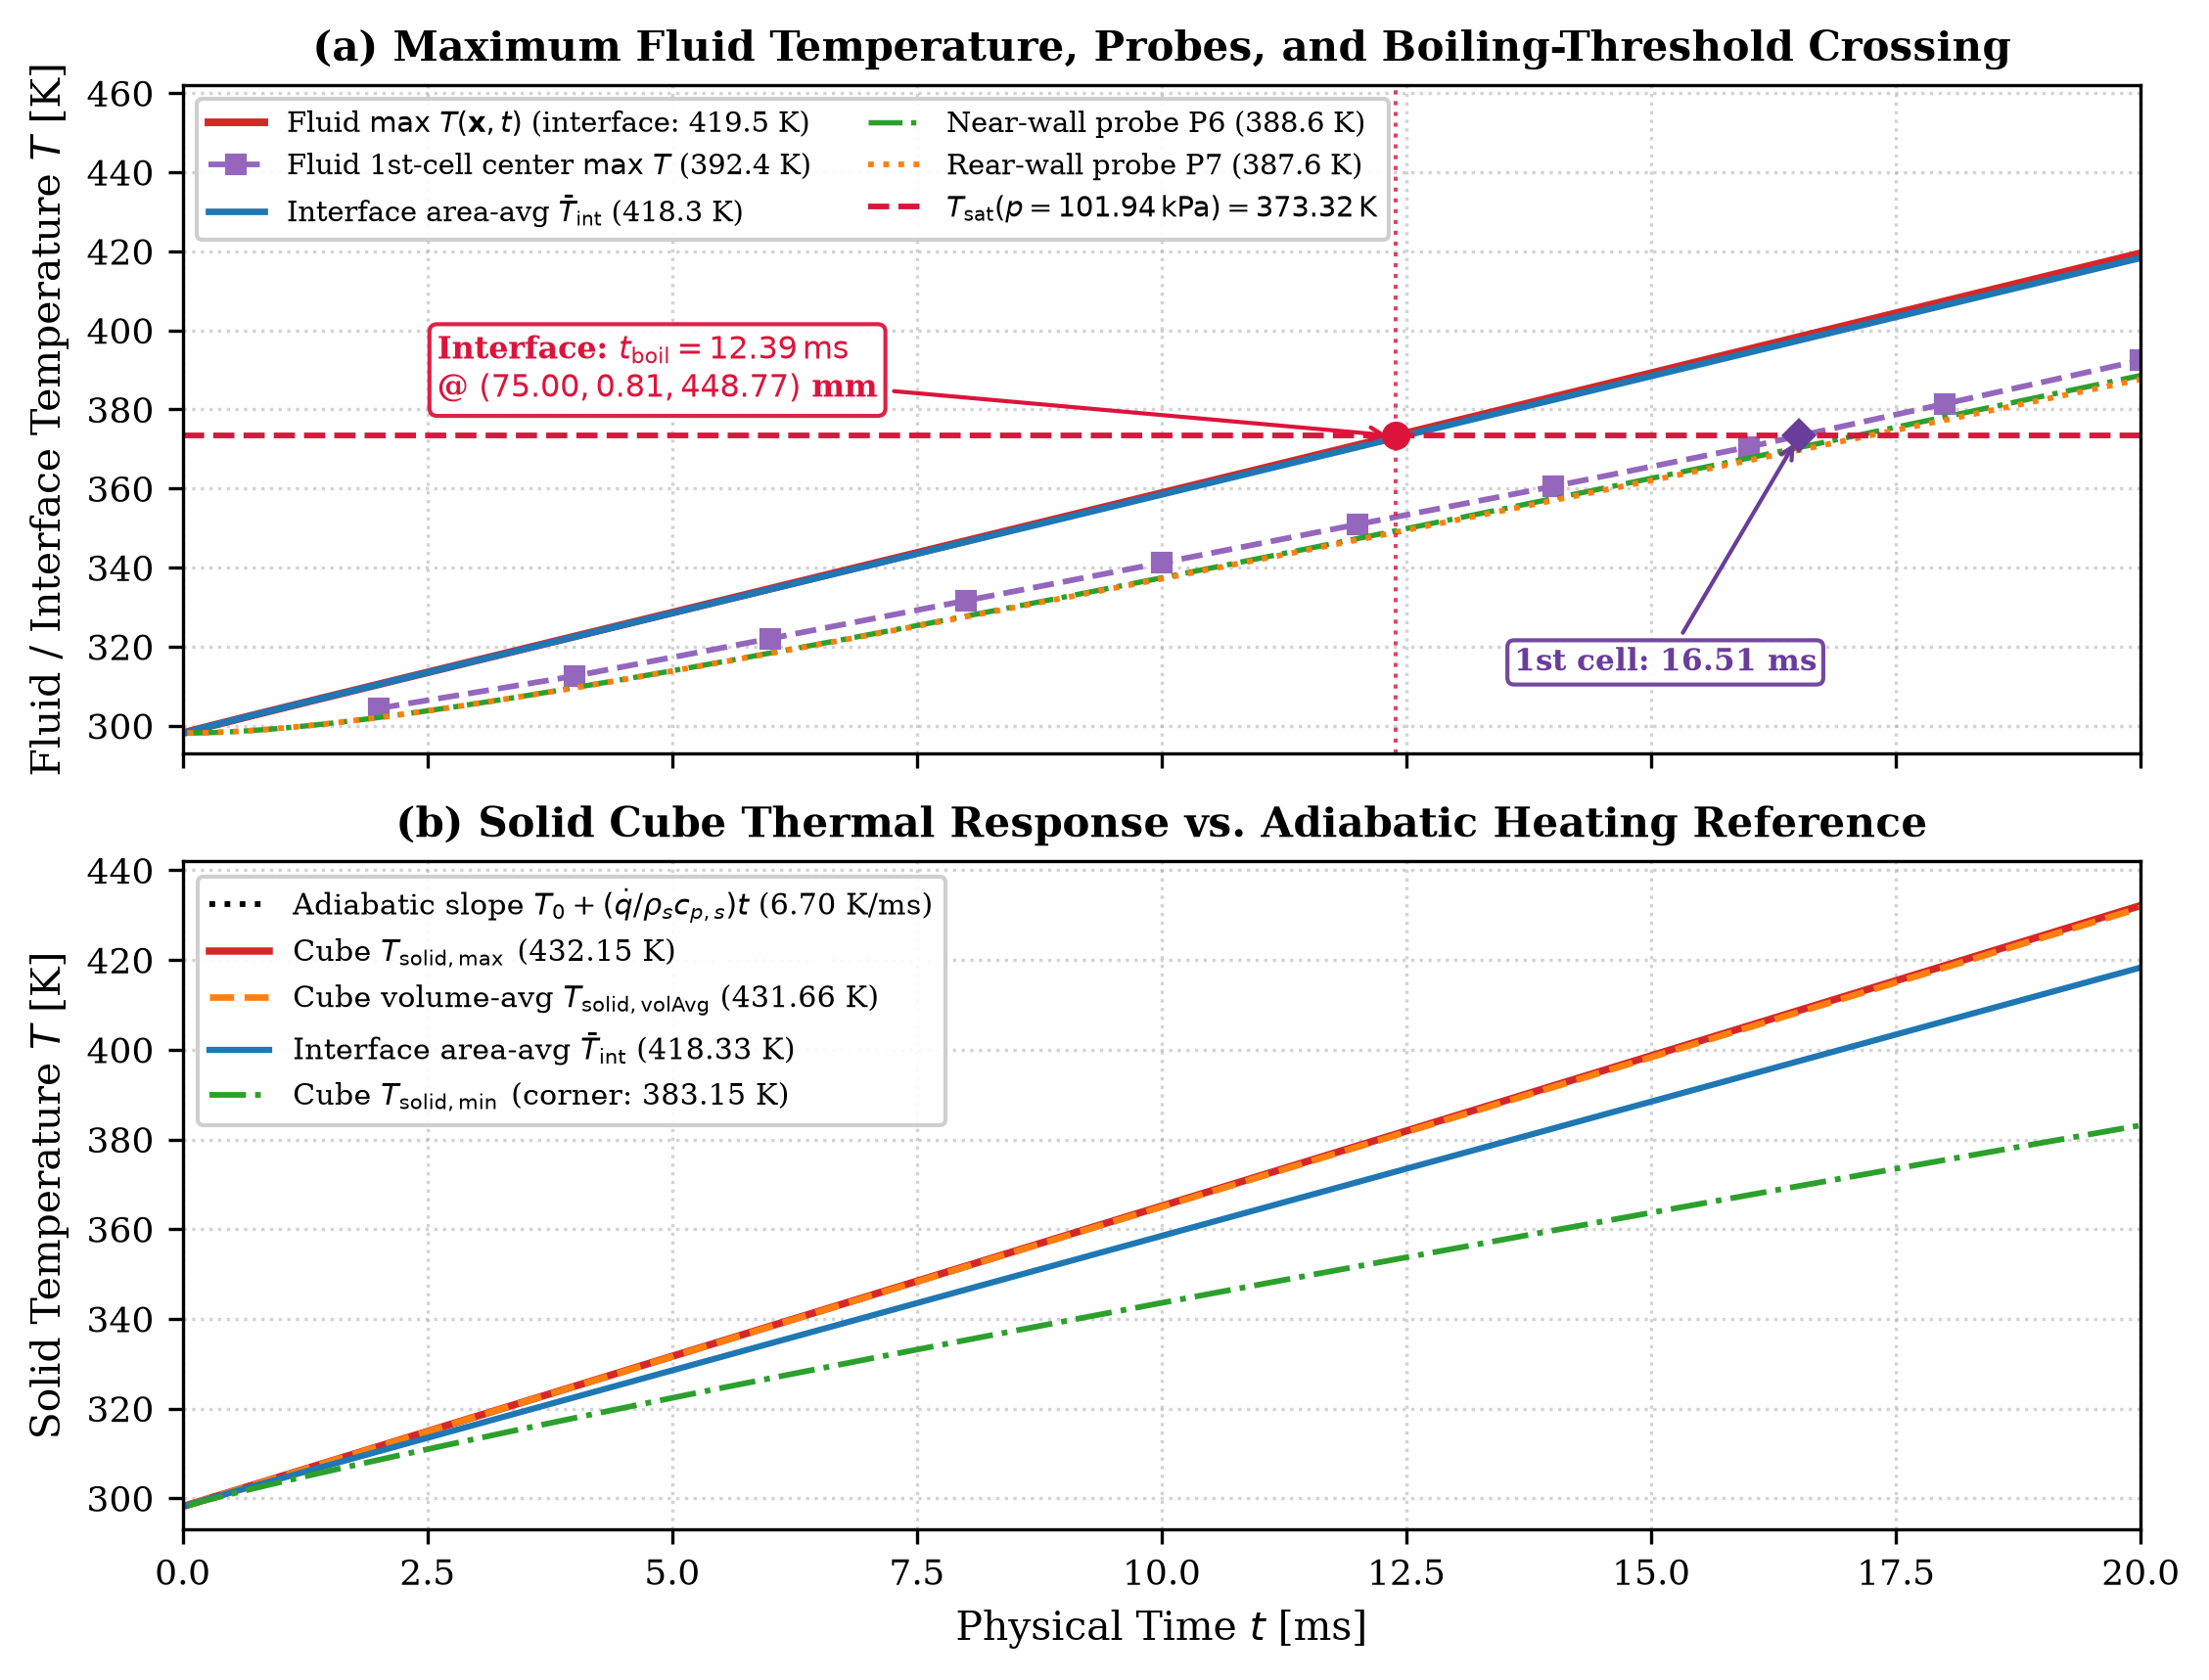 (a) Maximum Fluid Temperature, Probes, and Boiling-Threshold Crossing
Fluid / Interface Temperature T [K]
460
440
420
400
380
360
340
320
300
Fluid max T(x, t) (interface: 419.5 K)
Fluid 1st-cell center max T (392.4 K)
Interface area-avg T̄int (418.3 K)
Near-wall probe P6 (388.6 K)
Rear-wall probe P7 (387.6 K)
Tsat(p = 101.94 kPa) = 373.32 K
Interface: tboil = 12.39 ms
@ (75.00, 0.81, 448.77) mm
1st cell: 16.51 ms
(b) Solid Cube Thermal Response vs. Adiabatic Heating Reference
Solid Temperature T [K]
440
420
400
380
360
340
320
300
Adiabatic slope T0 + (q̇/ρscp,s)t (6.70 K/ms)
Cube Tsolid,max (432.15 K)
Cube volume-avg Tsolid,volAvg (431.66 K)
Interface area-avg T̄int (418.33 K)
Cube Tsolid,min (corner: 383.15 K)
0.0 2.5 5.0 7.5 10.0 12.5 15.0 17.5 20.0
Physical Time t [ms]